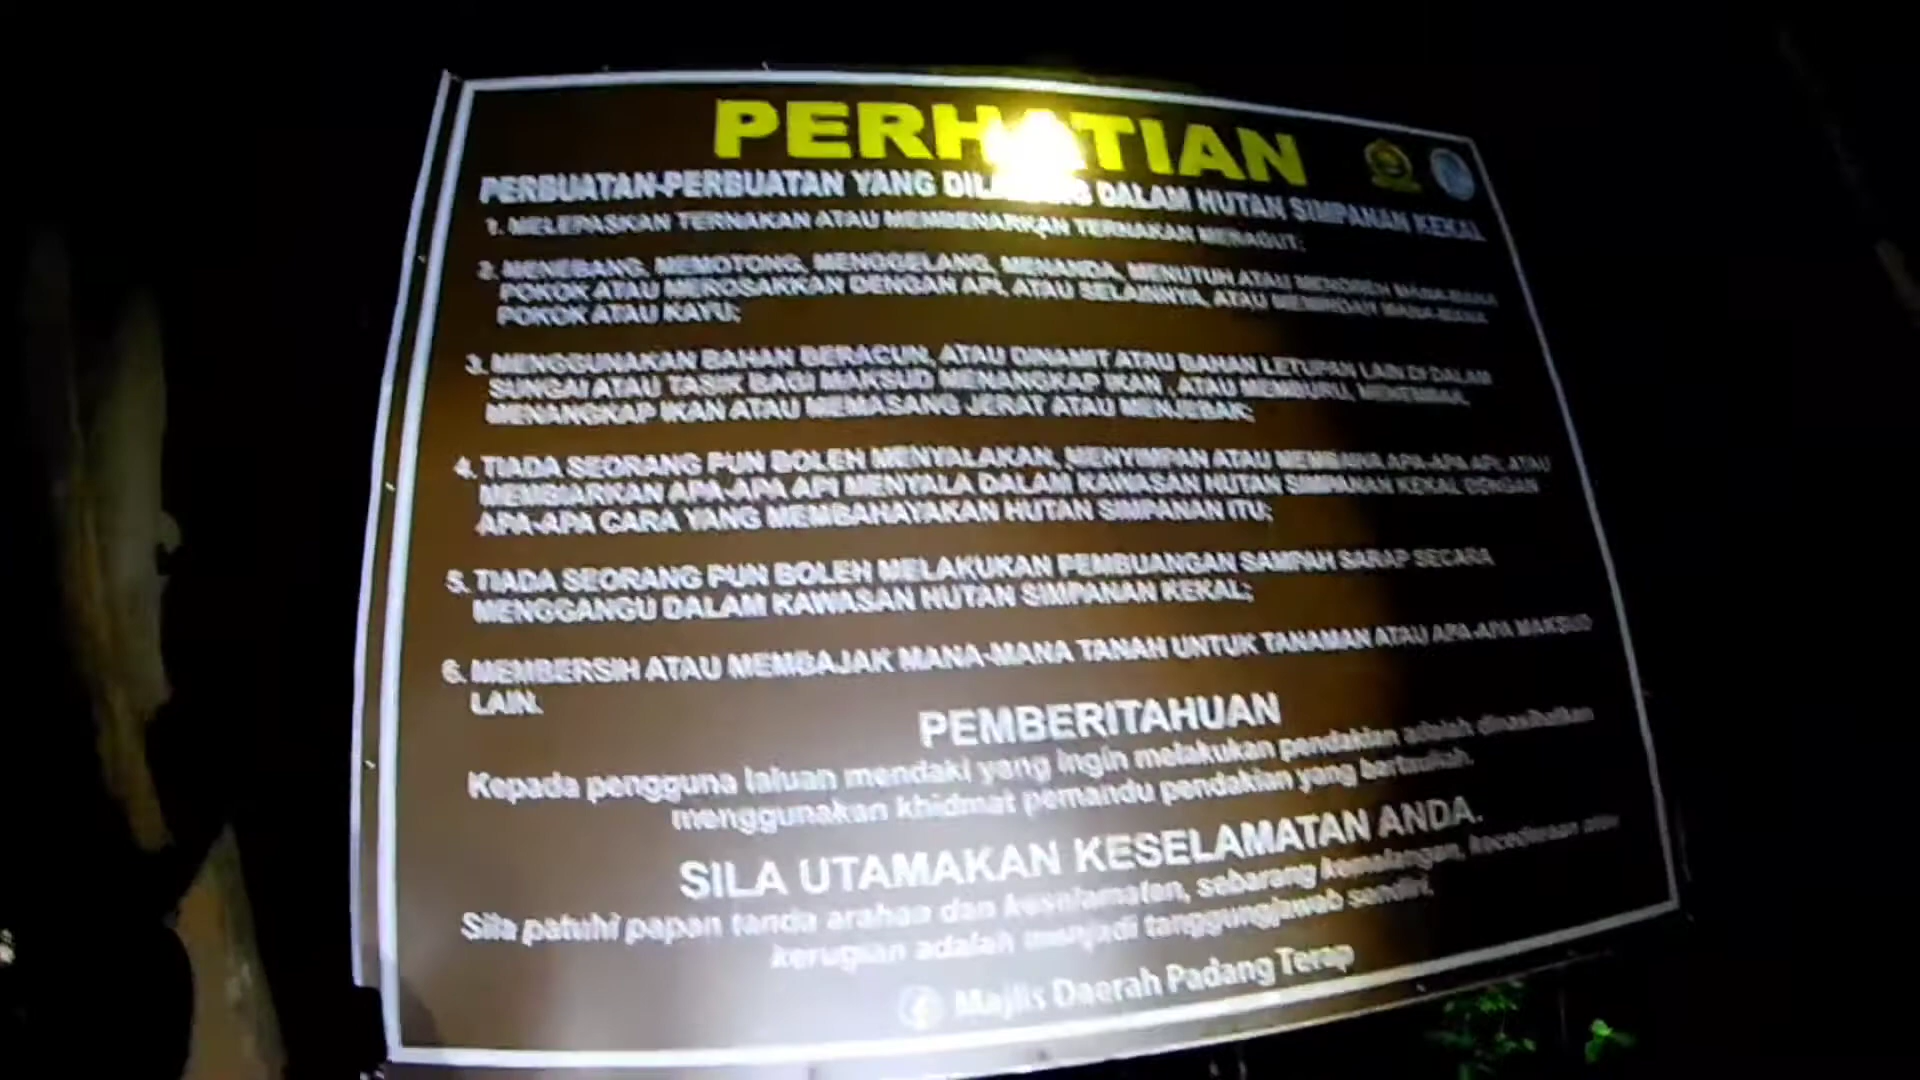 PERHATIAN
PERBUATAN-PERBUATAN YANG DILARANG DALAM HUTAN SIMPANAN KEKAL
1. MELEPASKAN TERNAKAN ATAU MEMBENARKAN TERNAKAN MERAGUT;
2. MENEBANG, MEMOTONG, MENGGELANG, MENANDA, MENUTUH ATAU MENOREH MANA-MANA
POKOK ATAU MEROSAKKAN DENGAN API, ATAU SELAINNYA, ATAU MEMINDAH MANA-MANA
POKOK ATAU KAYU;
3. MENGGUNAKAN BAHAN BERACUN, ATAU DINAMIT ATAU BAHAN LETUPAN LAIN DI DALAM
SUNGAI ATAU TASIK BAGI MAKSUD MENANGKAP IKAN , ATAU MEMBURU, MENEMBAK,
MENANGKAP IKAN ATAU MEMASANG JERAT ATAU MENJEBAK;
4. TIADA SEORANG PUN BOLEH MENYALAKAN, MENYIMPAN ATAU MEMBAWA APA-APA API, ATAU
MEMBIARKAN APA-APA API MENYALA DALAM KAWASAN HUTAN SIMPANAN KEKAL DENGAN
APA-APA CARA YANG MEMBAHAYAKAN HUTAN SIMPANAN ITU;
5. TIADA SEORANG PUN BOLEH MELAKUKAN PEMBUANGAN SAMPAH SARAP SECARA
MENGGANGU DALAM KAWASAN HUTAN SIMPANAN KEKAL;
6. MEMBERSIH ATAU MEMBAJAK MANA-MANA TANAH UNTUK TANAMAN ATAU APA-APA MAKSUD
LAIN.
PEMBERITAHUAN
Kepada pengguna laluan mendaki yang ingin melakukan pendakian adalah dinasihatkan
menggunakan khidmat pemandu pendakian yang bertauliah.
SILA UTAMAKAN KESELAMATAN ANDA.
Sila patuhi papan tanda arahan dan keselamatan, sebarang kemalangan, kecederaan atau
kerugian adalah menjadi tanggungjawab sendiri.
Majlis Daerah Padang Terap